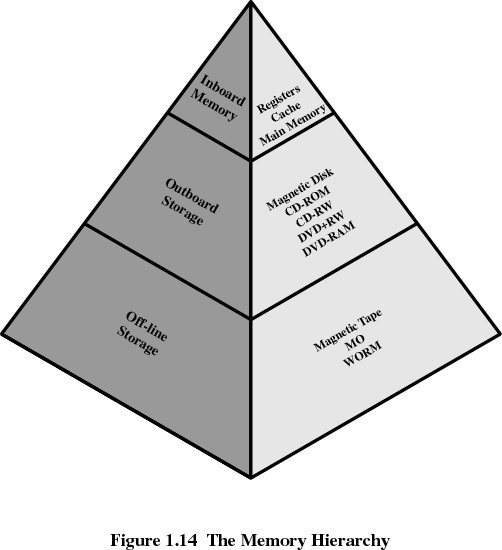 Inboard
Memory
Registers
Cache
Main Memory
Outboard
Storage
Magnetic Disk
CD-ROM
CD-RW
DVD+RW
DVD-RAM
Off-line
Storage
Magnetic Tape
MO
WORM
Figure 1.14 The Memory Hierarchy